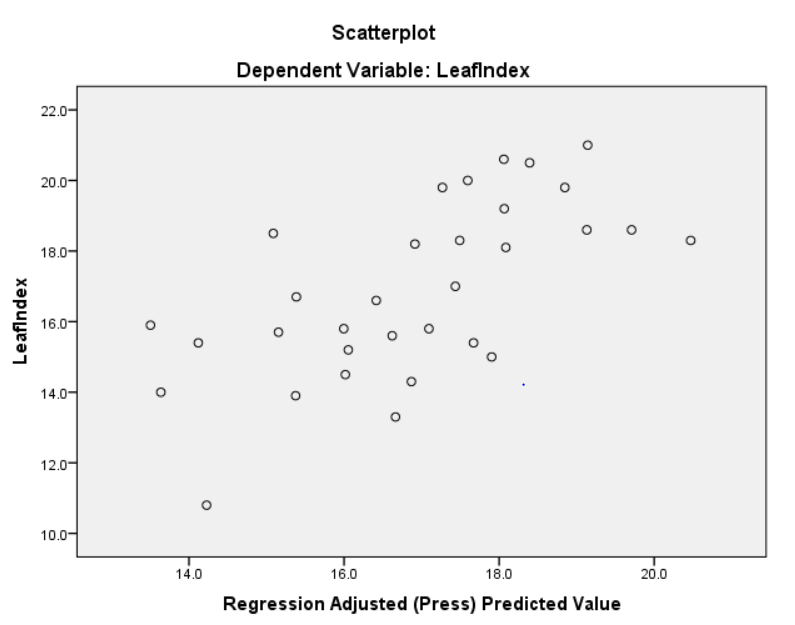 Scatterplot
Dependent Variable: LeafIndex
22.0
20.0
18.0
16.0
14.0
12.0
10.0
LeafIndex
14.0 16.0 18.0 20.0
Regression Adjusted (Press) Predicted Value